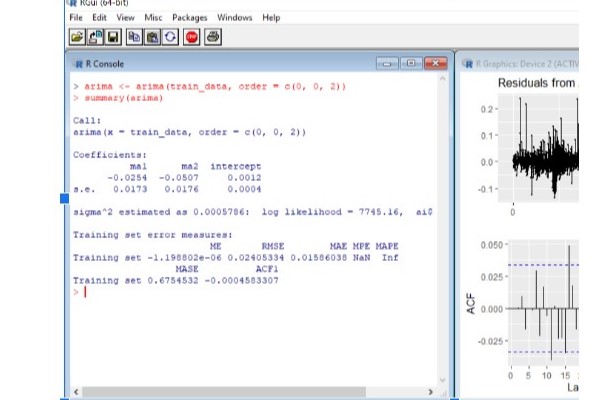 RGui (64-bit)
File Edit View Misc Packages Windows Help
R Console
> arima <- arima(train_data, order = c(0, 0, 2))
> summary(arima)
Call:
arima(x = train_data, order = c(0, 0, 2))
Coefficients:
ma1 ma2 intercept
-0.0254 -0.0507 0.0012
s.e. 0.0173 0.0176 0.0004
sigma^2 estimated as 0.0005786: log likelihood = 7745.16,
Training set error measures:
ME RMSE MAE MPE MAPE
Training set -1.198802e-06 0.02405334 0.01586038 NaN Inf
MASE ACF1
Training set 0.6754532 -0.0004583307
>
R Graphics: Device 2 (ACTIV
Residuals from
0.2
0.1
0.0
-0.1
0
0.050
0.025
0.000
-0.025
ACF
0 5 10 15
La